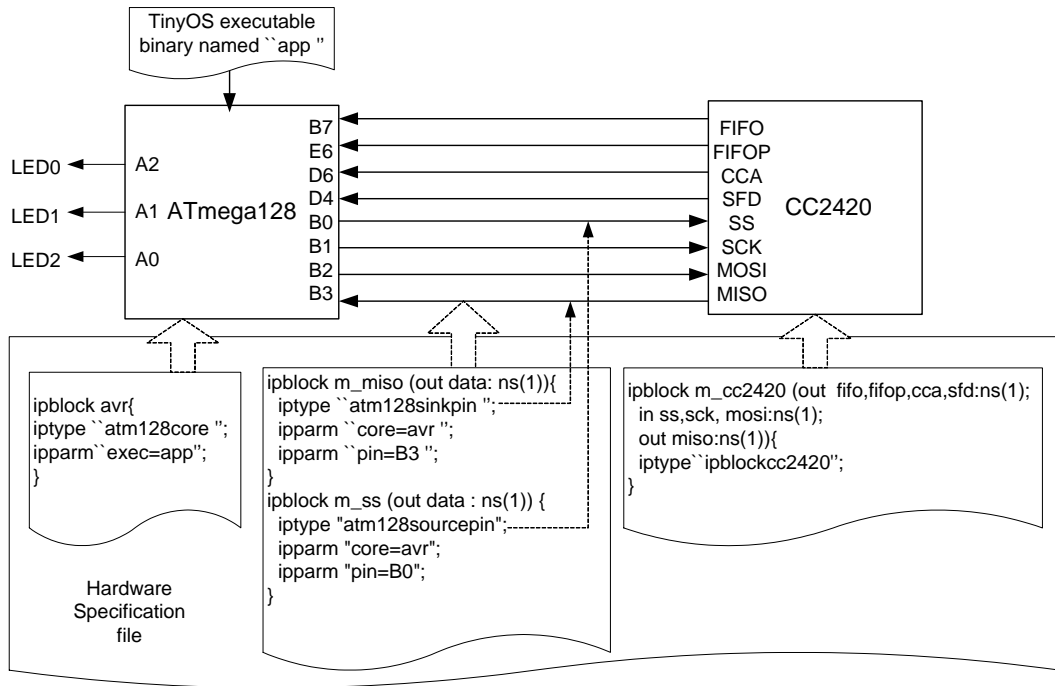 TinyOS executable
binary named ``app ''
LED0
LED1
LED2
A2
A1
A0
ATmega128
B7
E6
D6
D4
B0
B1
B2
B3
FIFO
FIFOP
CCA
SFD
SS
SCK
MOSI
MISO
CC2420
ipblock avr{
iptype ``atm128core '';
ipparm``exec=app'';
}
ipblock m_miso (out data: ns(1)){
iptype ``atm128sinkpin '';
ipparm ``core=avr '';
ipparm ``pin=B3 '';
}
ipblock m_ss (out data : ns(1)) {
iptype "atm128sourcepin";
ipparm "core=avr";
ipparm "pin=B0";
}
ipblock m_cc2420 (out fifo,fifop,cca,sfd:ns(1);
in ss,sck, mosi:ns(1);
out miso:ns(1)){
iptype``ipblockcc2420'';
}
Hardware
Specification
file